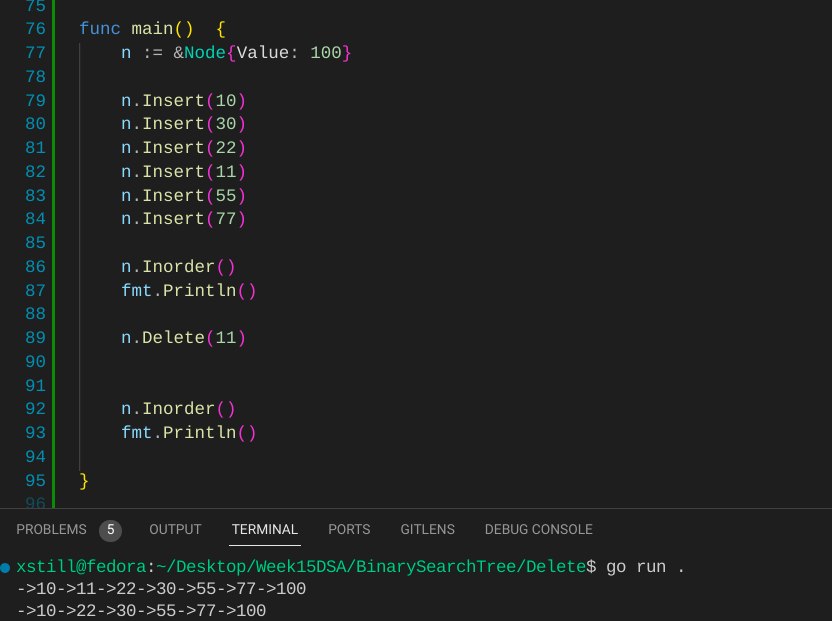 75
76 func main()  {
77     n := &Node{Value: 100}
78
79     n.Insert(10)
80     n.Insert(30)
81     n.Insert(22)
82     n.Insert(11)
83     n.Insert(55)
84     n.Insert(77)
85
86     n.Inorder()
87     fmt.Println()
88
89     n.Delete(11)
90
91
92     n.Inorder()
93     fmt.Println()
94
95 }
96
PROBLEMS 5 OUTPUT TERMINAL PORTS GITLENS DEBUG CONSOLE
xstill@fedora:~/Desktop/Week15DSA/BinarySearchTree/Delete$ go run .
->10->11->22->30->55->77->100
->10->22->30->55->77->100